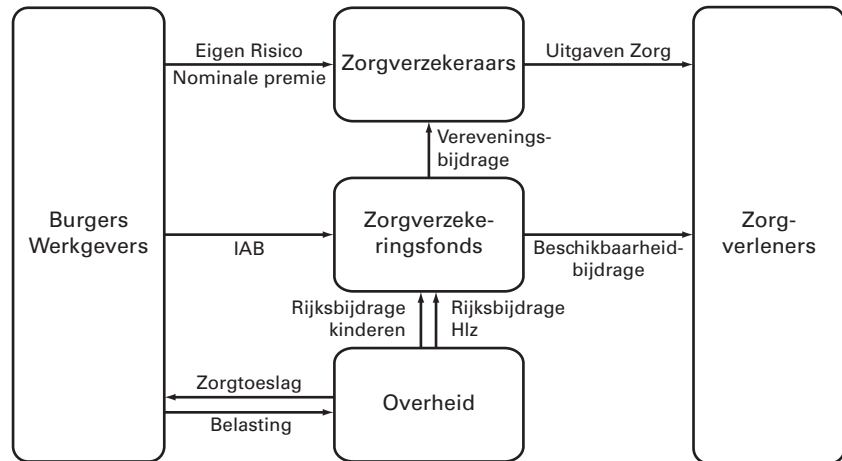 Eigen Risico
Nominale premie
Zorgverzekeraars
Uitgaven Zorg
Verevenings-
bijdrage
Burgers
Werkgevers
IAB
Zorgverzeke-
ringsfonds
Beschikbaarheid-
bijdrage
Zorg-
verleners
Rijksbijdrage
kinderen
Rijksbijdrage
Hlz
Zorgtoeslag
Belasting
Overheid